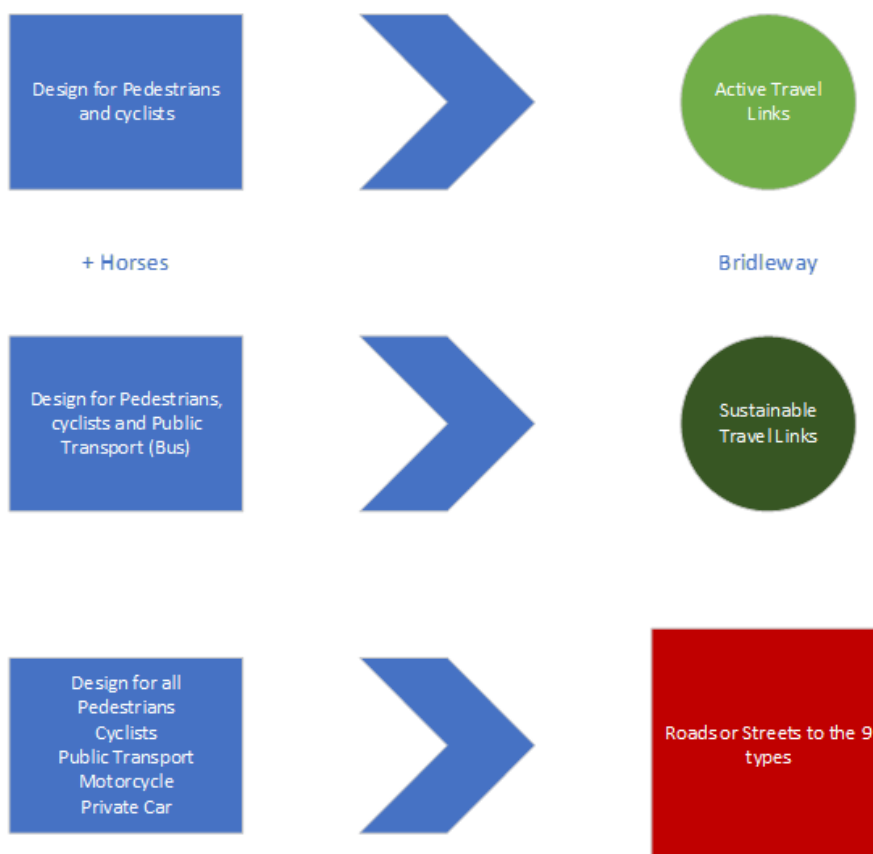 Design for Pedestrians
and cyclists
Active Travel
Links
+ Horses
Bridleway
Design for Pedestrians,
cyclists and Public
Transport (Bus)
Sustainable
Travel Links
Design for all
Pedestrians
Cyclists
Public Transport
Motorcycle
Private Car
Roads or Streets to the 9
types